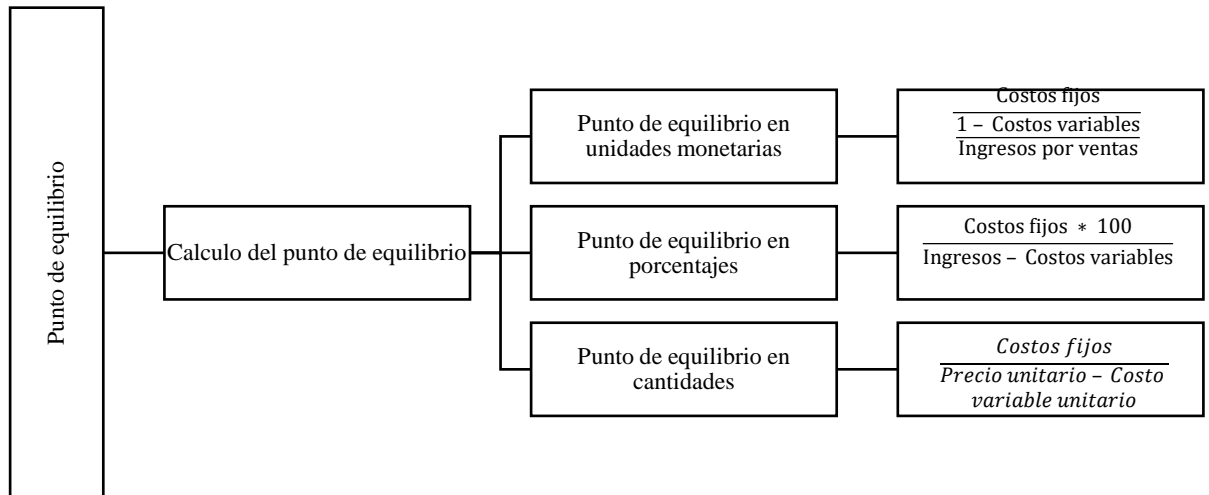 Punto de equilibrio
Calculo del punto de equilibrio
Punto de equilibrio en
unidades monetarias
Costos fijos
1 – Costos variables
Ingresos por ventas
Punto de equilibrio en
porcentajes
Costos fijos * 100
Ingresos – Costos variables
Punto de equilibrio en
cantidades
Costos fijos
Precio unitario – Costo
variable unitario